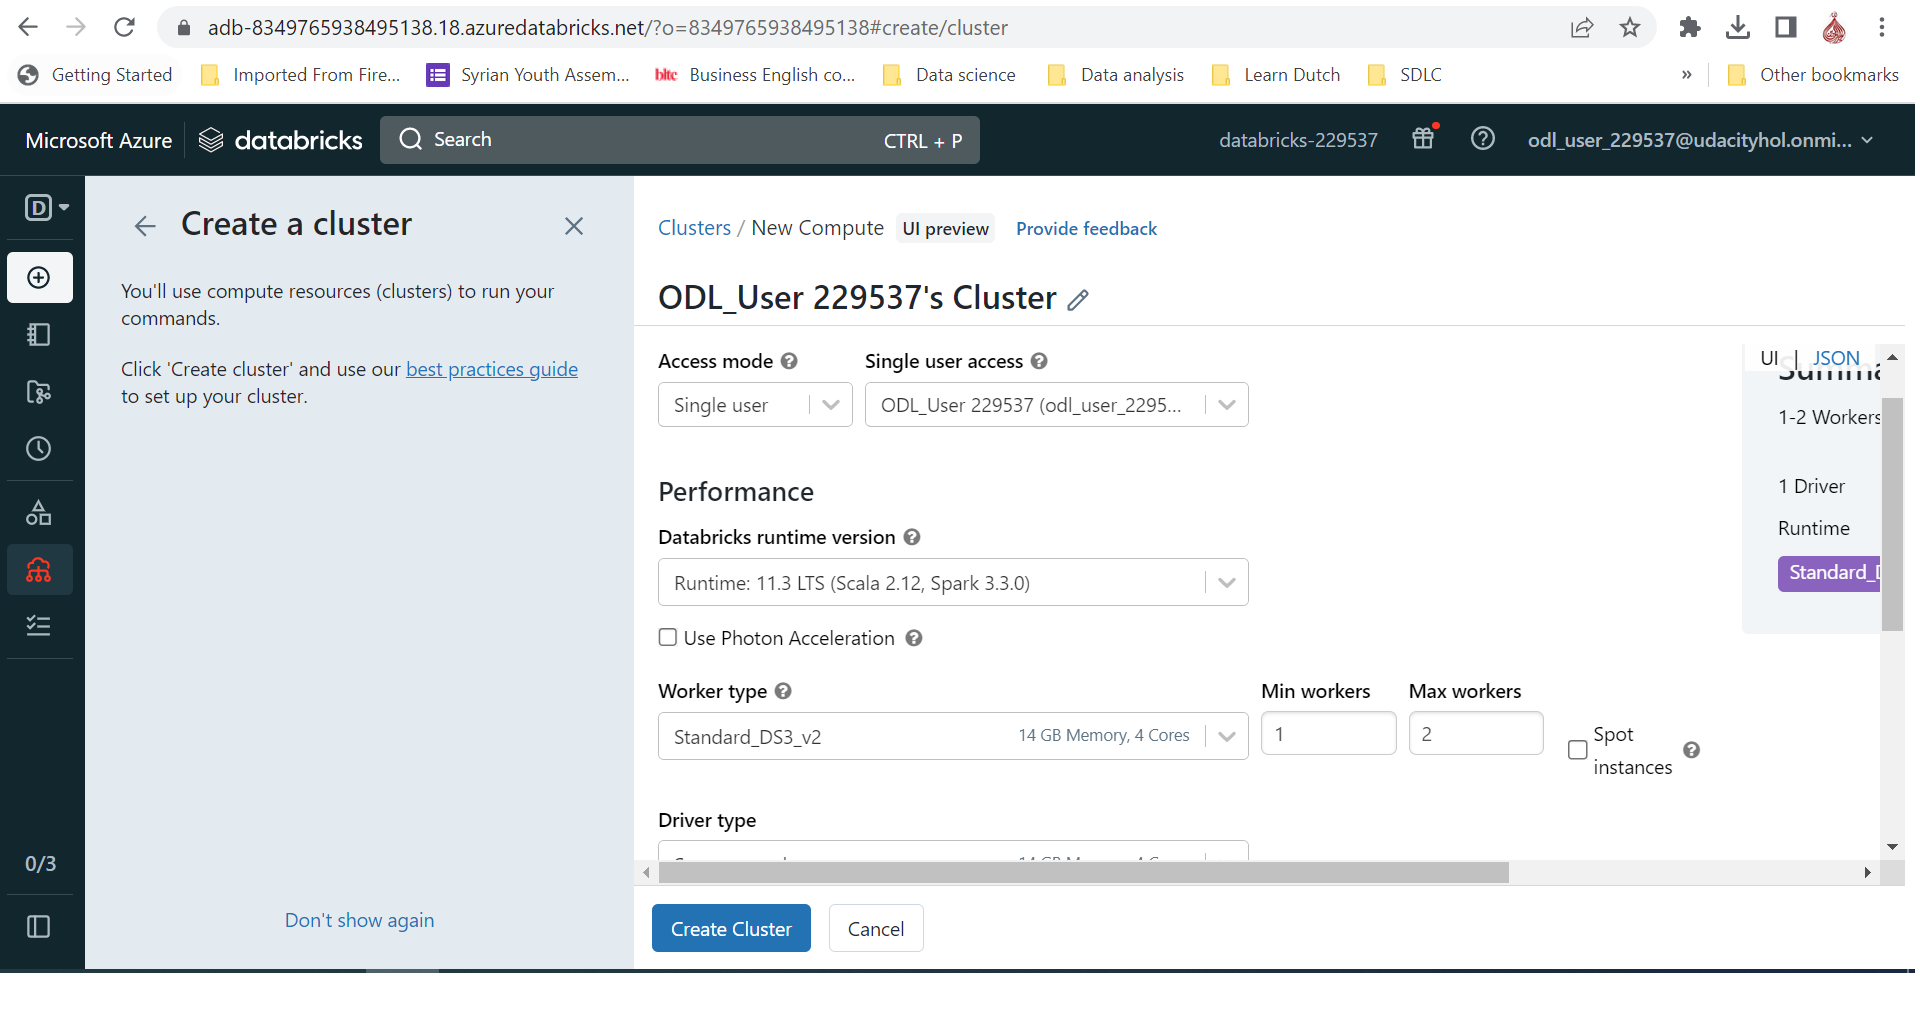 adb-8349765938495138.18.azuredatabricks.net/?o=8349765938495138#create/cluster
Getting Started
Imported From Fire...
Syrian Youth Assem...
bltc Business English co...
Data science
Data analysis
Learn Dutch
SDLC
»
Other bookmarks
Microsoft Azure
databricks
Search
CTRL + P
databricks-229537
odl_user_229537@udacityhol.onmi...
D
Create a cluster
You'll use compute resources (clusters) to run your
commands.
Click 'Create cluster' and use our best practices guide
to set up your cluster.
0/3
Don't show again
Clusters / New Compute
UI preview
Provide feedback
ODL_User 229537's Cluster
UI | JSON
Access mode
Single user access
Single user
ODL_User 229537 (odl_user_2295...
1-2 Workers
1 Driver
Runtime
Standard_D
Performance
Databricks runtime version
Runtime: 11.3 LTS (Scala 2.12, Spark 3.3.0)
Use Photon Acceleration
Worker type
Min workers
Max workers
Standard_DS3_v2
14 GB Memory, 4 Cores
1
2
Spot
instances
Driver type
Create Cluster
Cancel